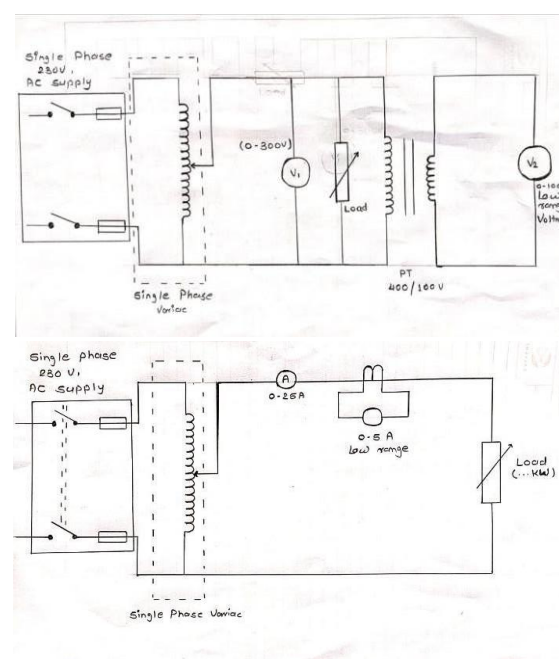 Single Phase
230V,
AC supply
(0-300V)
V1
Load
V2
Low
PT
400/100V
Single Phase
Variac
Single phase
230 V,
AC supply
A
0-25A
0-5 A
Low range
Load
(...KW)
Single Phase Variac